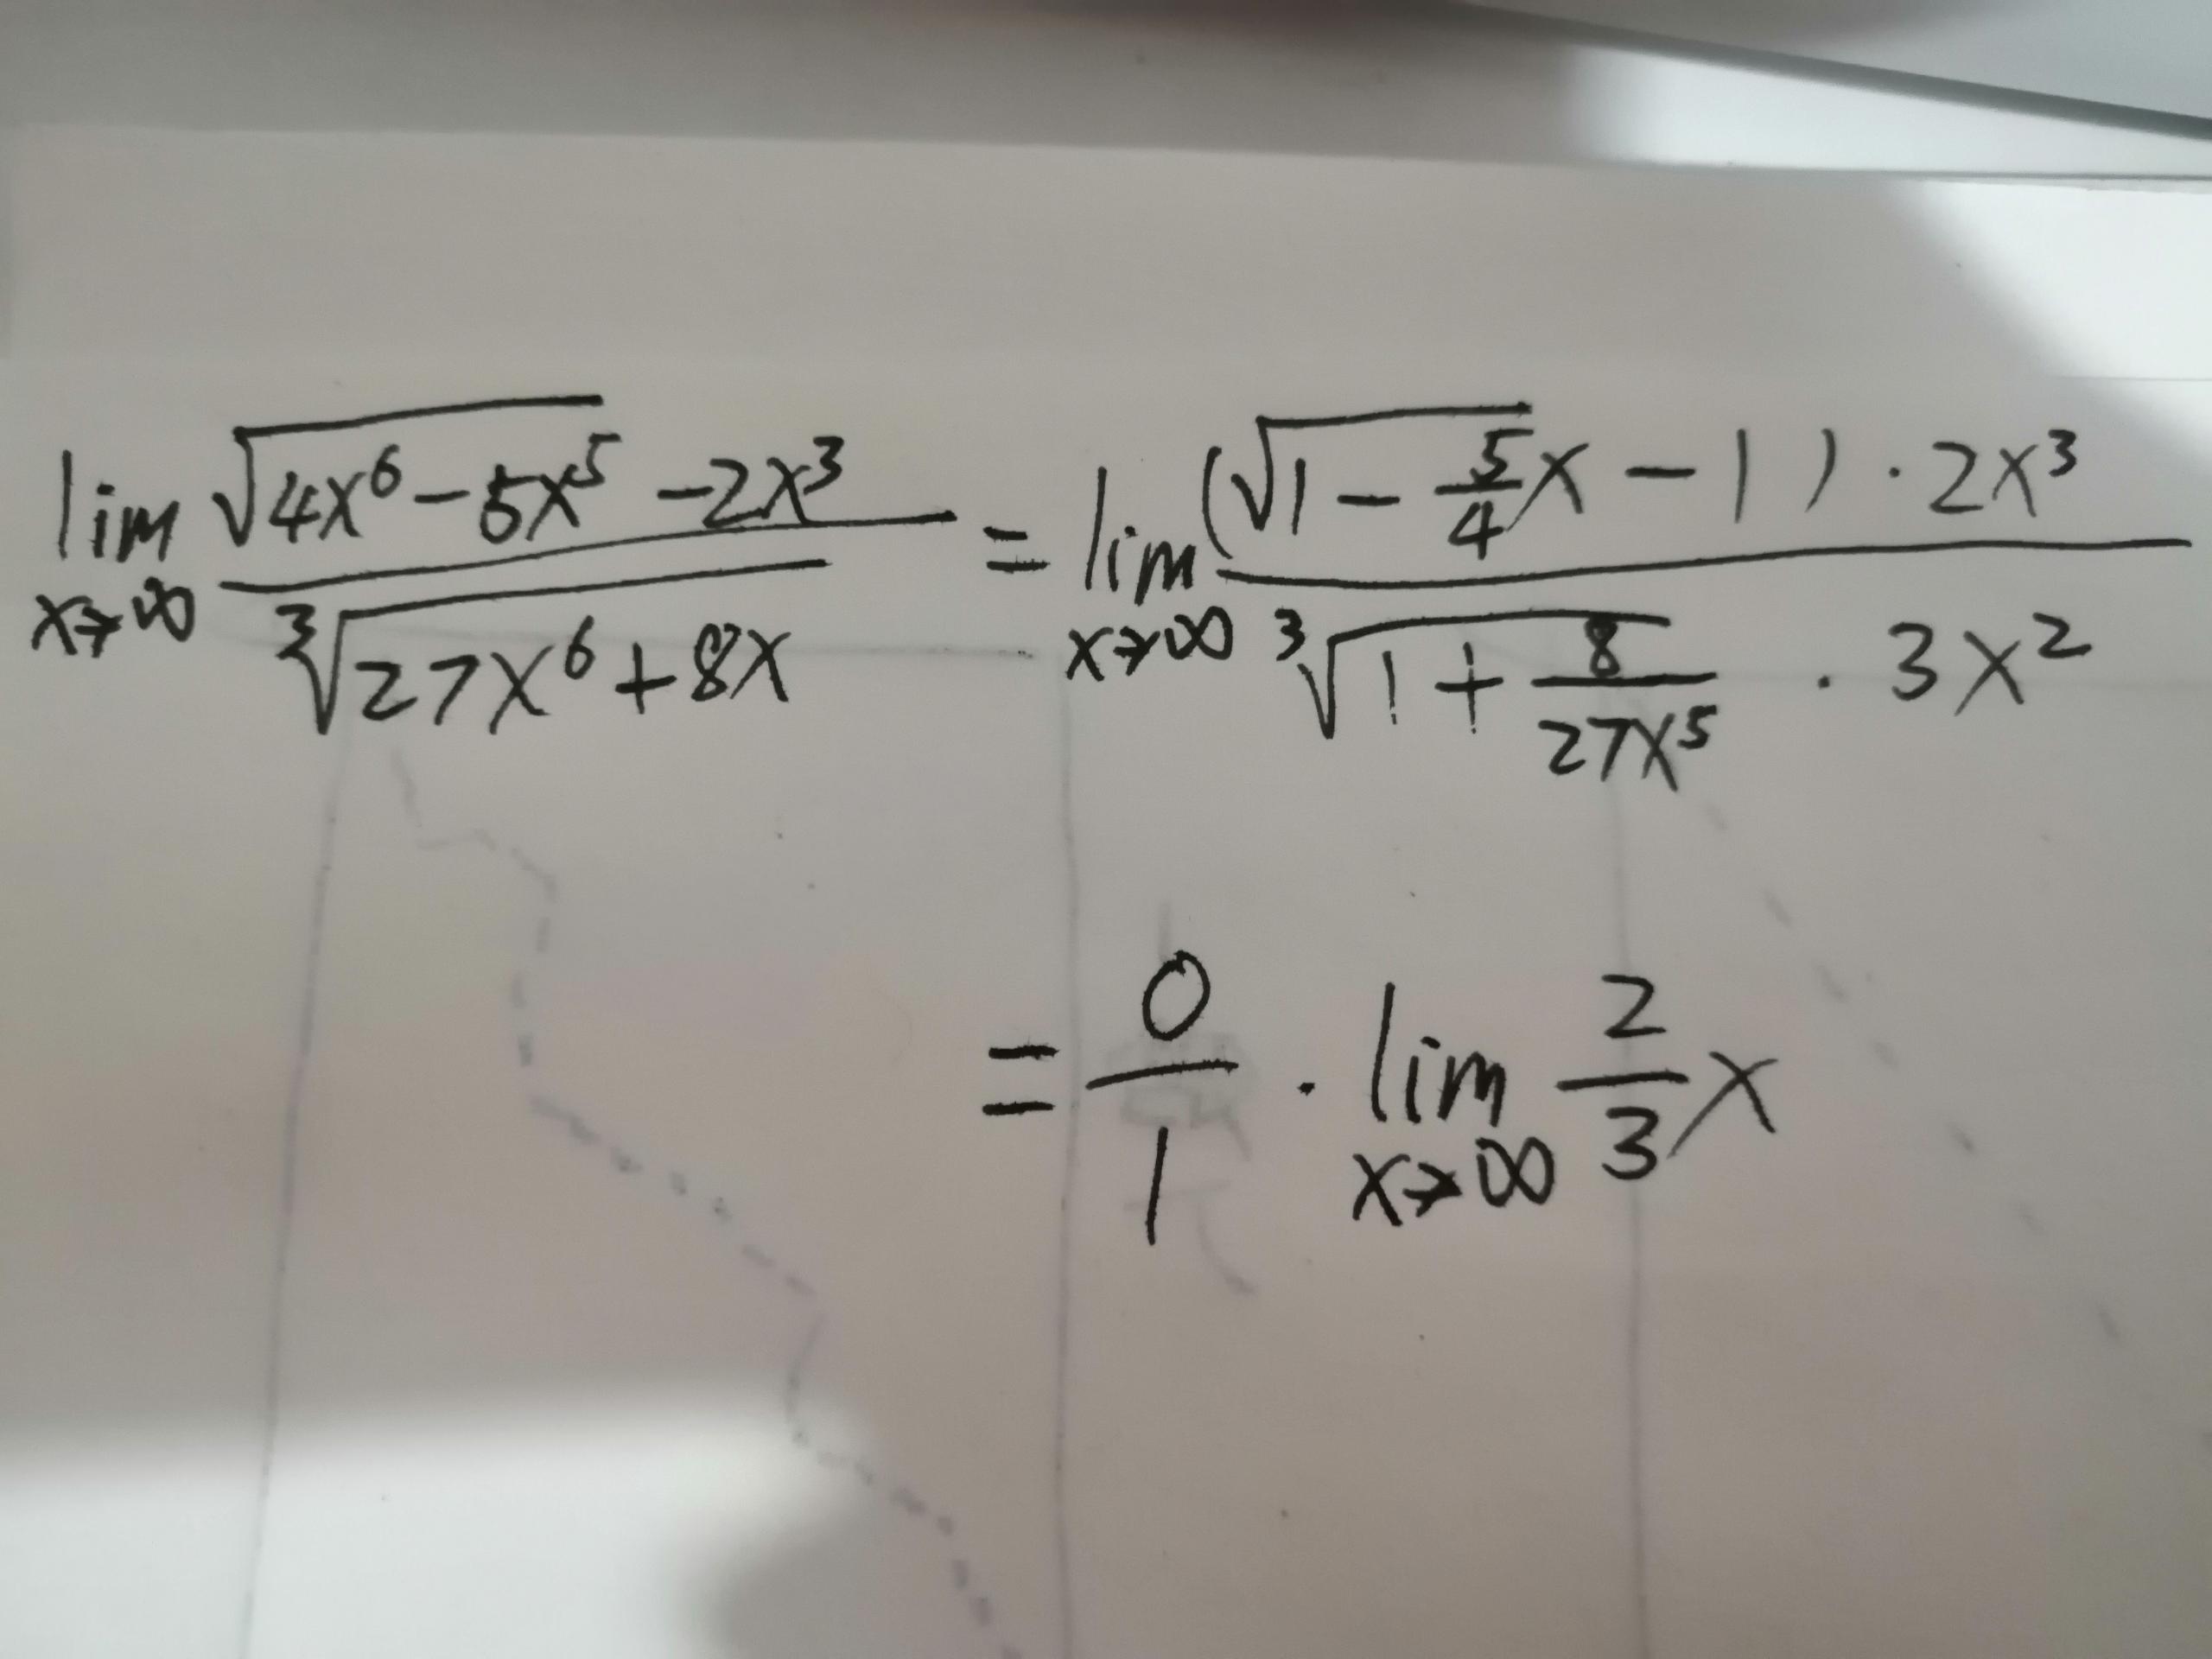 $\lim_{x \to \infty} \frac{\sqrt{4x^6 - 5x^5} - 2x^3}{\sqrt[3]{27x^6 + 8x}} = \lim_{x \to \infty} \frac{(\sqrt{1 - \frac{5}{4}x} - 1) \cdot 2x^3}{\sqrt[3]{1 + \frac{8}{27x^5}} \cdot 3x^2}$
$= \frac{0}{1} \cdot \lim_{x \to \infty} \frac{2}{3}x$